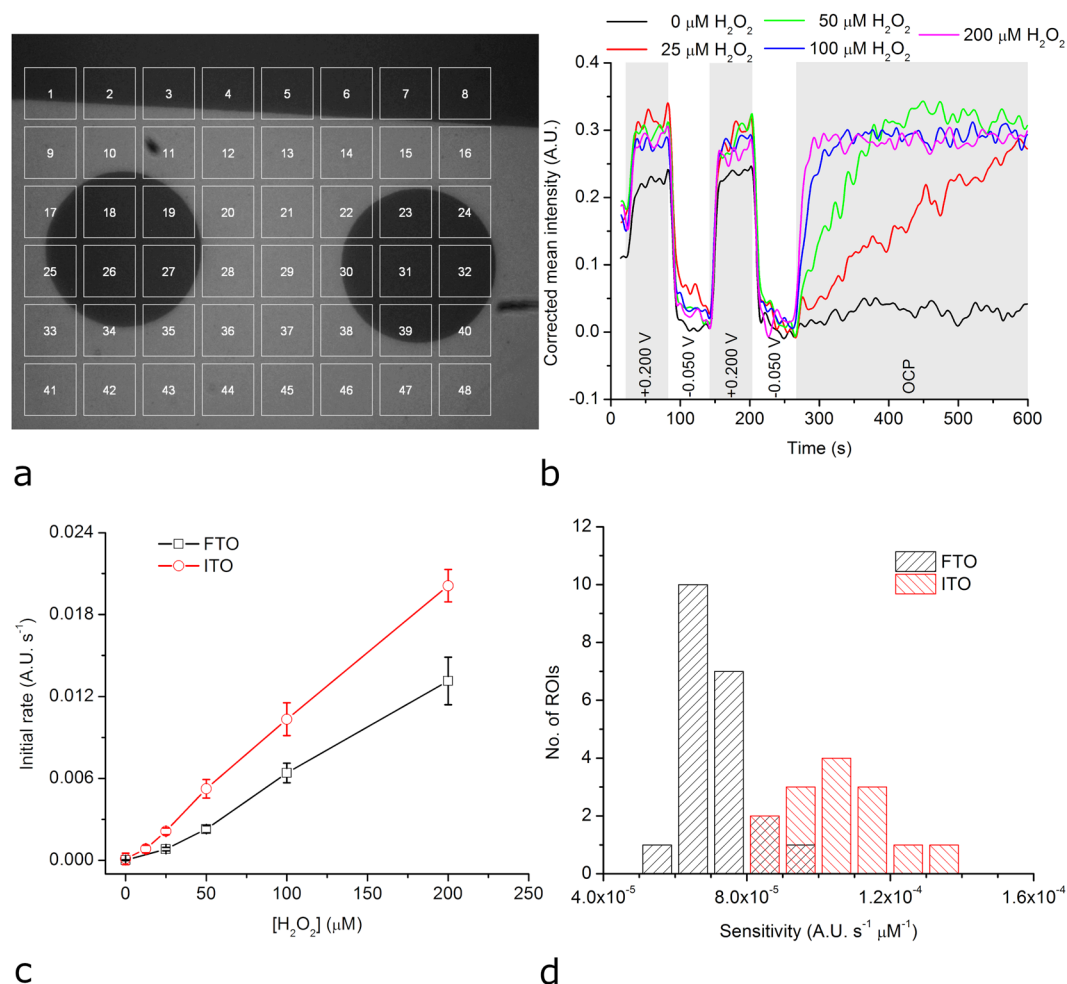 1 2 3 4 5 6 7 8
9 10 11 12 13 14 15 16
17 18 19 20 21 22 23 24
25 26 27 28 29 30 31 32
33 34 35 36 37 38 39 40
41 42 43 44 45 46 47 48
a
0 μM H₂O₂ 50 μM H₂O₂ 200 μM H₂O₂
25 μM H₂O₂ 100 μM H₂O₂
Corrected mean intensity (A.U.)
0.4
0.3
0.2
0.1
0.0
-0.1
+0.200 V
-0.050 V
+0.200 V
-0.050 V
OCP
0 100 200 300 400 500 600
Time (s)
b
Initial rate (A.U. s⁻¹)
0.024
0.018
0.012
0.006
0.000
FTO
ITO
0 50 100 150 200 250
[H₂O₂] (μM)
c
No. of ROIs
12
10
8
6
4
2
0
FTO
ITO
4.0x10⁻⁵ 8.0x10⁻⁵ 1.2x10⁻⁴ 1.6x10⁻⁴
Sensitivity (A.U. s⁻¹ μM⁻¹)
d